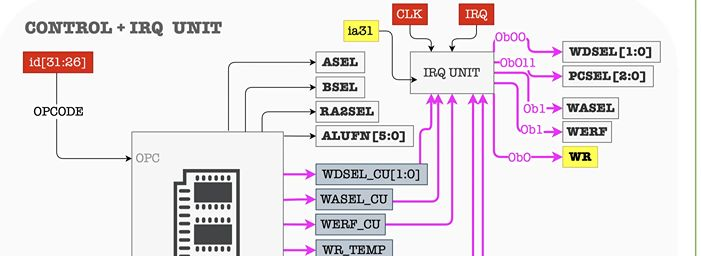 CONTROL + IRQ UNIT
CLK
IRQ
ia31
id[31:26]
OPCODE
OPC
ASEL
BSEL
RA2SEL
ALUFN[5:0]
WDSEL_CU[1:0]
WASEL_CU
WERF_CU
WR_TEMP
IRQ UNIT
0b00
WDSEL[1:0]
0b011
PCSEL[2:0]
0b1
WASEL
0b1
WERF
0b0
WR